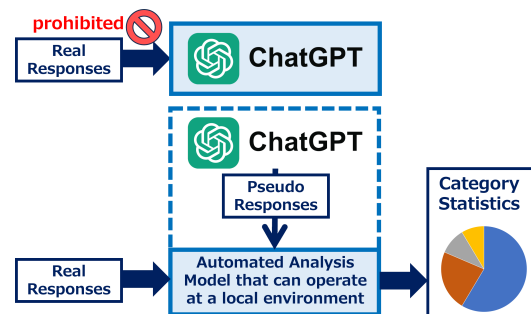 prohibited
Real
Responses
ChatGPT
ChatGPT
Pseudo
Responses
Real
Responses
Automated Analysis
Model that can operate
at a local environment
Category
Statistics